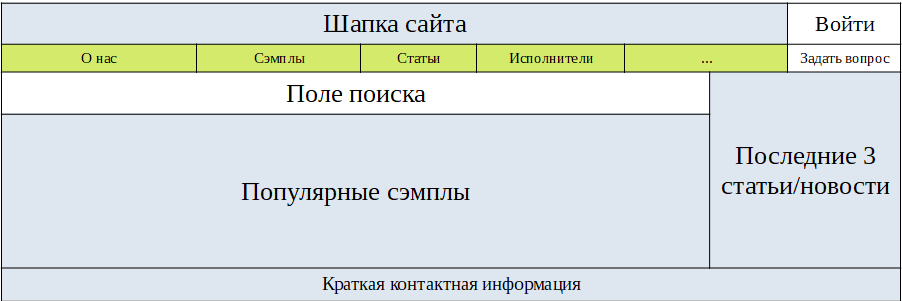 Шапка сайта
Войти
О нас
Сэмплы
Статьи
Исполнители
...
Задать вопрос
Поле поиска
Популярные сэмплы
Последние 3
статьи/новости
Краткая контактная информация